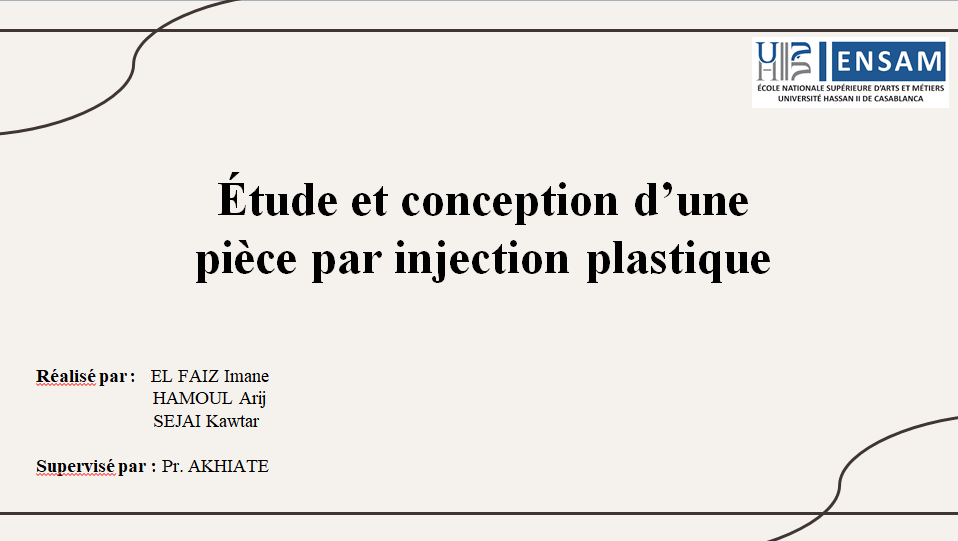 UH
ENSAM
ÉCOLE NATIONALE SUPÉRIEURE D'ARTS ET MÉTIERS
UNIVERSITÉ HASSAN II DE CASABLANCA
Étude et conception d’une
pièce par injection plastique
Réalisé par : EL FAIZ Imane
HAMOUL Arij
SEJAI Kawtar
Supervisé par : Pr. AKHIATE